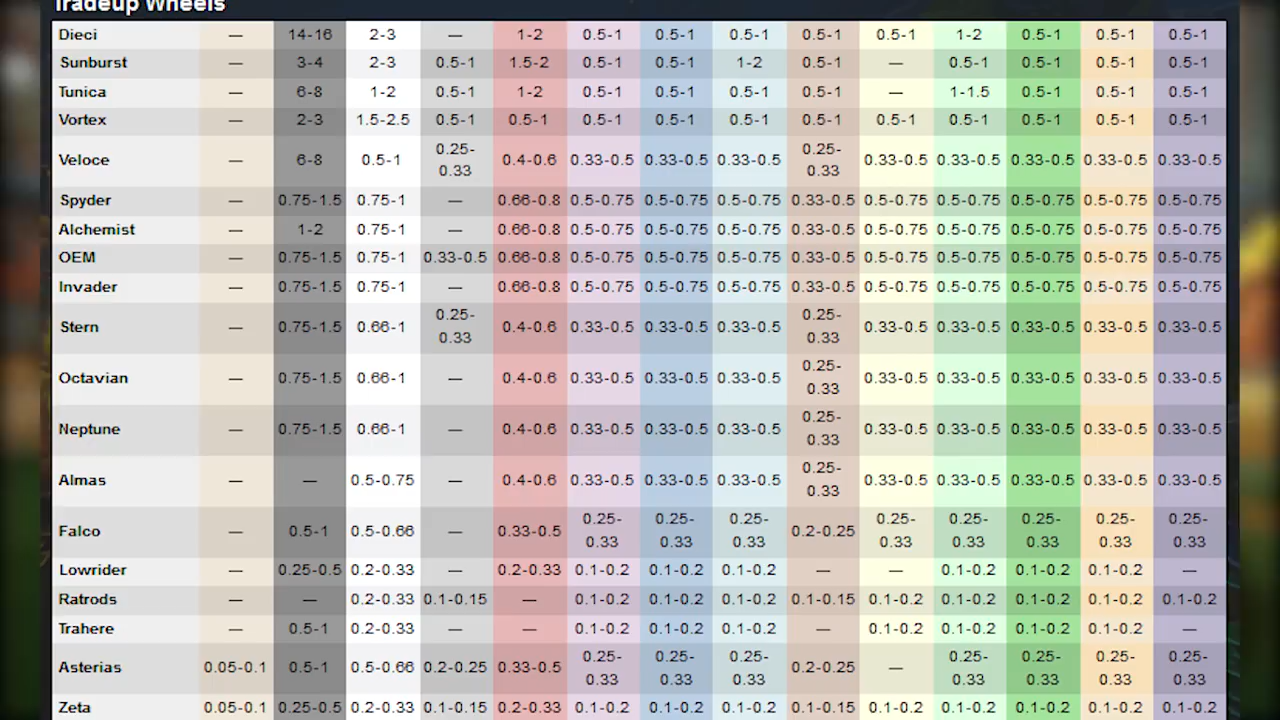 Tradeup Wheels
Dieci — 14-16 2-3 — 1-2 0.5-1 0.5-1 0.5-1 0.5-1 0.5-1 1-2 0.5-1 0.5-1 0.5-1
Sunburst — 3-4 2-3 0.5-1 1.5-2 0.5-1 0.5-1 1-2 0.5-1 — 0.5-1 0.5-1 0.5-1 0.5-1
Tunica — 6-8 1-2 0.5-1 1-2 0.5-1 0.5-1 0.5-1 0.5-1 — 1-1.5 0.5-1 0.5-1 0.5-1
Vortex — 2-3 1.5-2.5 0.5-1 0.5-1 0.5-1 0.5-1 0.5-1 0.5-1 0.5-1 0.5-1 0.5-1 0.5-1 0.5-1
Veloce — 6-8 0.5-1 0.25-0.33 0.4-0.6 0.33-0.5 0.33-0.5 0.33-0.5 0.25-0.33 0.33-0.5 0.33-0.5 0.33-0.5 0.33-0.5 0.33-0.5
Spyder — 0.75-1.5 0.75-1 — 0.66-0.8 0.5-0.75 0.5-0.75 0.5-0.75 0.33-0.5 0.5-0.75 0.5-0.75 0.5-0.75 0.5-0.75 0.5-0.75
Alchemist — 1-2 0.75-1 — 0.66-0.8 0.5-0.75 0.5-0.75 0.5-0.75 0.33-0.5 0.5-0.75 0.5-0.75 0.5-0.75 0.5-0.75 0.5-0.75
OEM — 0.75-1.5 0.75-1 0.33-0.5 0.66-0.8 0.5-0.75 0.5-0.75 0.5-0.75 0.33-0.5 0.5-0.75 0.5-0.75 0.5-0.75 0.5-0.75 0.5-0.75
Invader — 0.75-1.5 0.75-1 — 0.66-0.8 0.5-0.75 0.5-0.75 0.5-0.75 0.33-0.5 0.5-0.75 0.5-0.75 0.5-0.75 0.5-0.75 0.5-0.75
Stern — 0.75-1.5 0.66-1 0.25-0.33 0.4-0.6 0.33-0.5 0.33-0.5 0.33-0.5 0.25-0.33 0.33-0.5 0.33-0.5 0.33-0.5 0.33-0.5 0.33-0.5
Octavian — 0.75-1.5 0.66-1 — 0.4-0.6 0.33-0.5 0.33-0.5 0.33-0.5 0.25-0.33 0.33-0.5 0.33-0.5 0.33-0.5 0.33-0.5 0.33-0.5
Neptune — 0.75-1.5 0.66-1 — 0.4-0.6 0.33-0.5 0.33-0.5 0.33-0.5 0.25-0.33 0.33-0.5 0.33-0.5 0.33-0.5 0.33-0.5 0.33-0.5
Almas — — 0.5-0.75 — 0.4-0.6 0.33-0.5 0.33-0.5 0.33-0.5 0.25-0.33 0.33-0.5 0.33-0.5 0.33-0.5 0.33-0.5 0.33-0.5
Falco — 0.5-1 0.5-0.66 — 0.33-0.5 0.25-0.33 0.25-0.33 0.25-0.33 0.2-0.25 0.25-0.33 0.25-0.33 0.25-0.33 0.25-0.33 0.25-0.33
Lowrider — 0.25-0.5 0.2-0.33 — 0.2-0.33 0.1-0.2 0.1-0.2 0.1-0.2 — — 0.1-0.2 0.1-0.2 0.1-0.2 —
Ratrods — — 0.2-0.33 0.1-0.15 — 0.1-0.2 0.1-0.2 0.1-0.2 0.1-0.15 0.1-0.2 0.1-0.2 0.1-0.2 0.1-0.2 0.1-0.2
Trahere — 0.5-1 0.2-0.33 — — 0.1-0.2 0.1-0.2 0.1-0.2 — 0.1-0.2 0.1-0.2 0.1-0.2 0.1-0.2 —
Asterias 0.05-0.1 0.5-1 0.5-0.66 0.2-0.25 0.33-0.5 0.25-0.33 0.25-0.33 0.25-0.33 0.2-0.25 — 0.25-0.33 0.25-0.33 0.25-0.33 0.25-0.33
Zeta 0.05-0.1 0.25-0.5 0.2-0.33 0.1-0.15 0.2-0.33 0.1-0.2 0.1-0.2 0.1-0.2 0.1-0.15 0.1-0.2 0.1-0.2 0.1-0.2 0.1-0.2 0.1-0.2